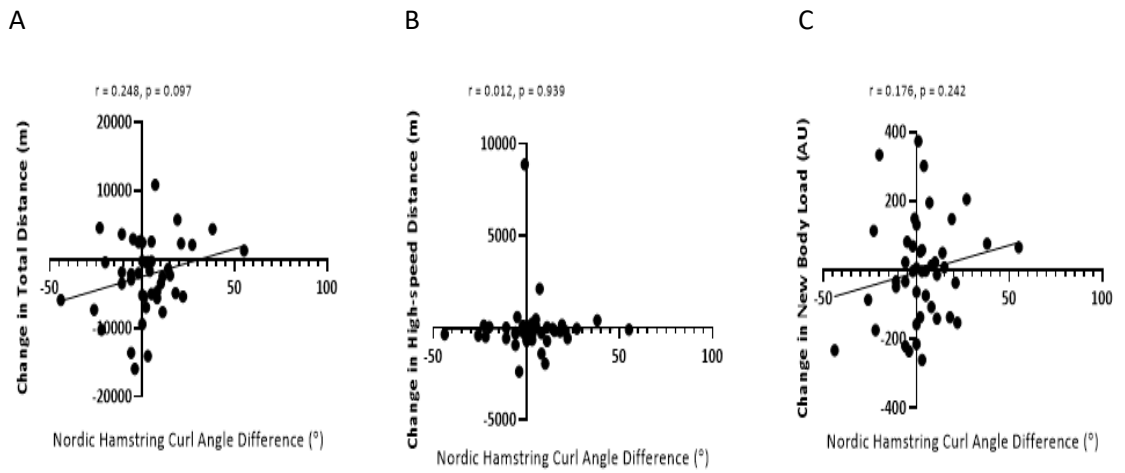 A
B
C
r = 0.248, p = 0.097
r = 0.012, p = 0.939
r = 0.176, p = 0.242
Change in Total Distance (m)
20000
10000
-10000
-20000
-50
50
100
Nordic Hamstring Curl Angle Difference (°)
Change in High-speed Distance (m)
10000
5000
-5000
-50
50
100
Nordic Hamstring Curl Angle Difference (°)
Change in New Body Load (AU)
400
200
-200
-400
-50
50
100
Nordic Hamstring Curl Angle Difference (°)